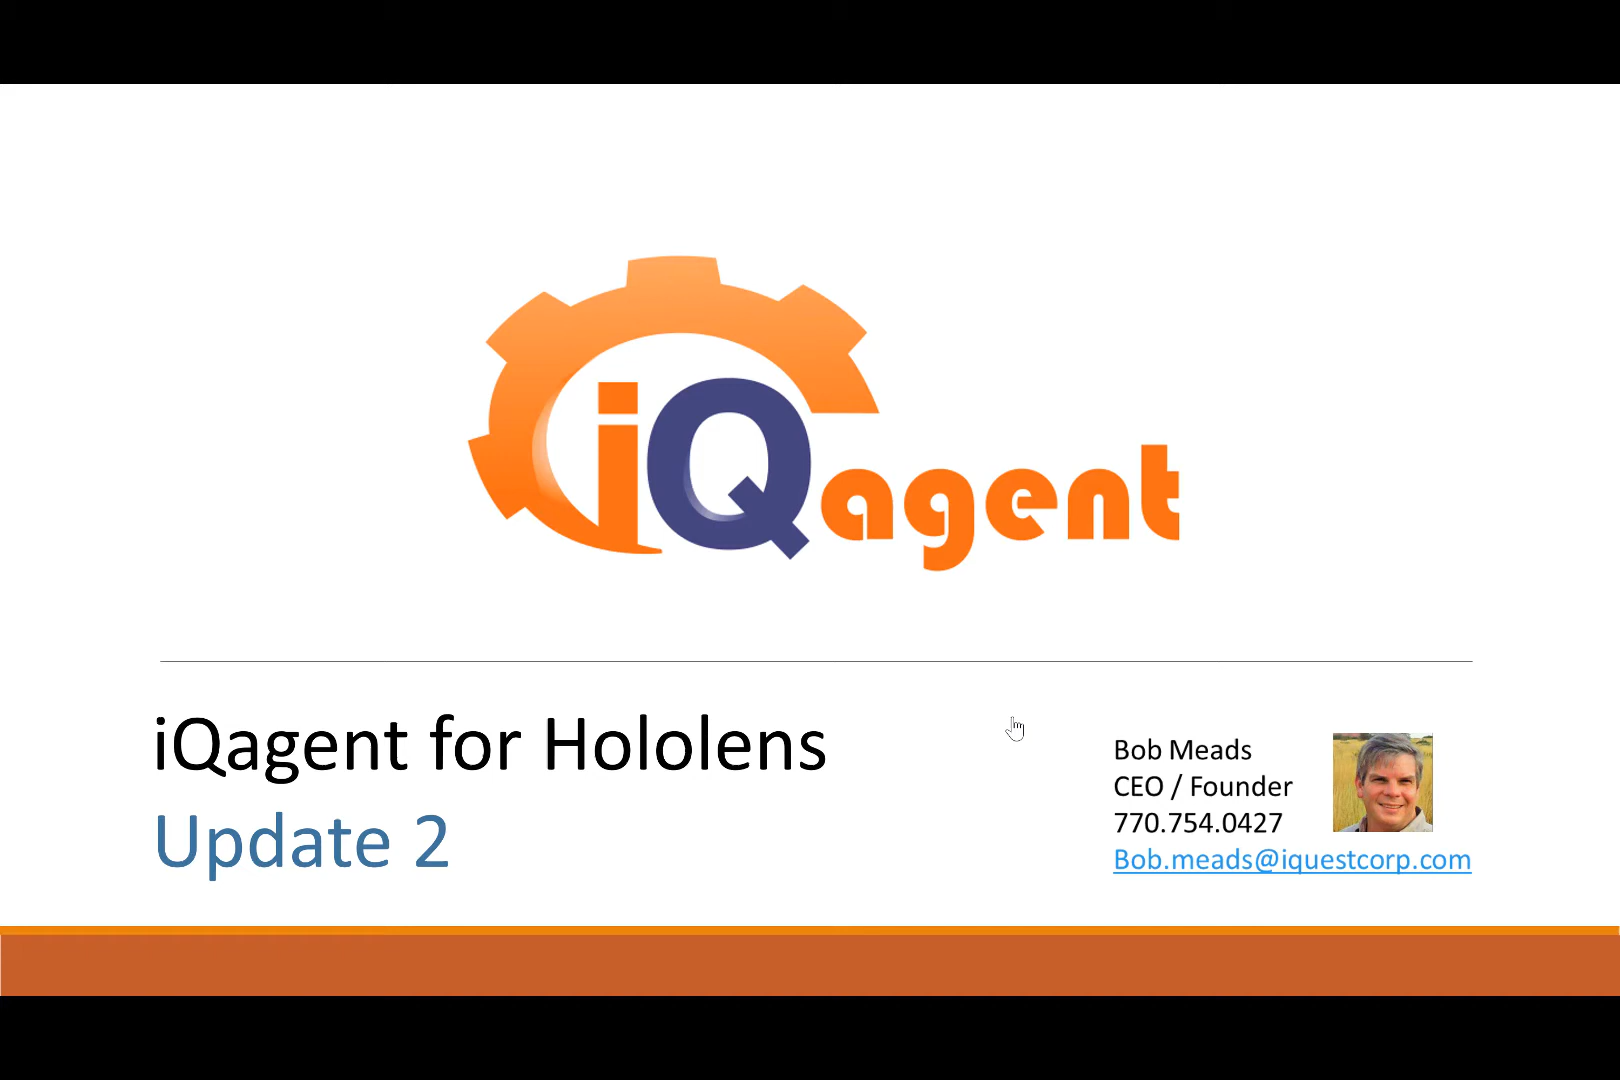 iQagent
iQagent for Hololens
Update 2
Bob Meads
CEO / Founder
770.754.0427
Bob.meads@iquestcorp.com